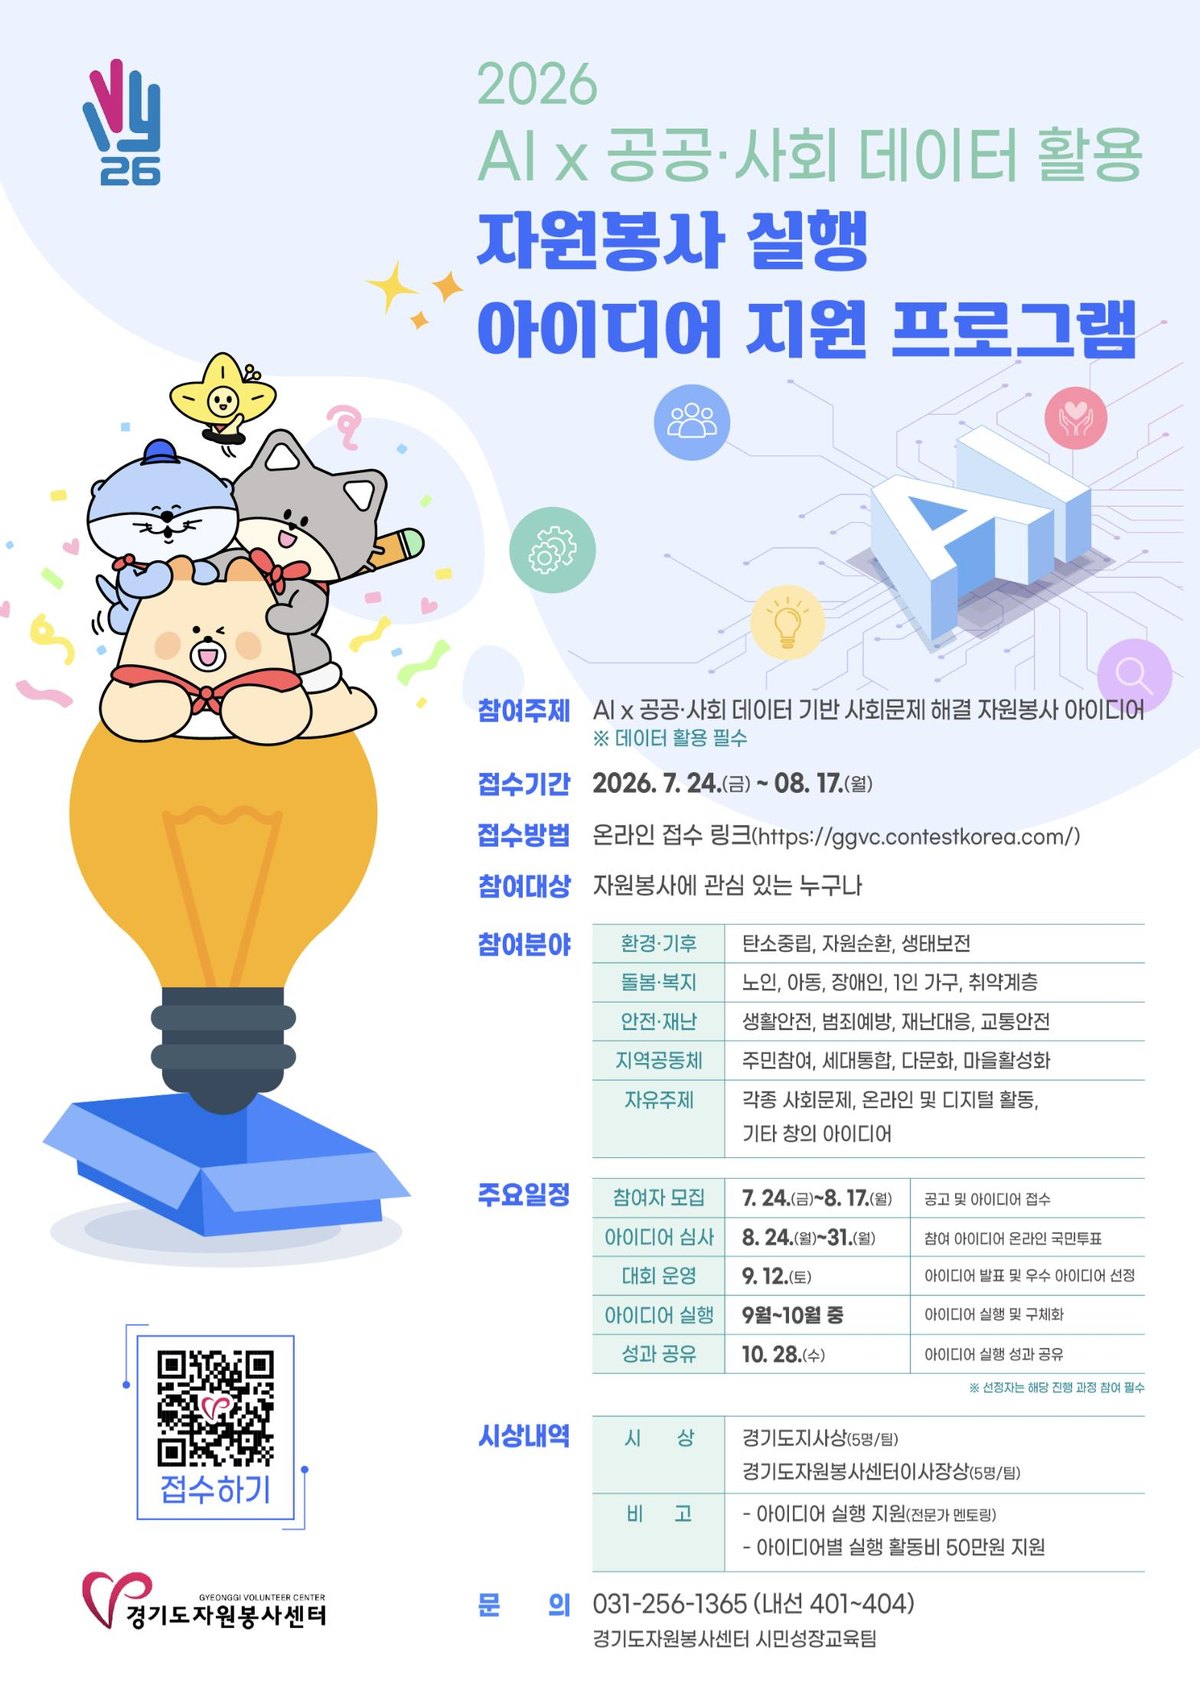 26
2026
AI x 공공·사회 데이터 활용
자원봉사 실행
아이디어 지원 프로그램
AI
참여주제 AI x 공공·사회 데이터 기반 사회문제 해결 자원봉사 아이디어
※ 데이터 활용 필수
접수기간 2026. 7. 24.(금) ~ 08. 17.(월)
접수방법 온라인 접수 링크(https://ggvc.contestkorea.com/)
참여대상 자원봉사에 관심 있는 누구나
참여분야 환경·기후 탄소중립, 자원순환, 생태보전
돌봄·복지 노인, 아동, 장애인, 1인 가구, 취약계층
안전·재난 생활안전, 범죄예방, 재난대응, 교통안전
지역공동체 주민참여, 세대통합, 다문화, 마을활성화
자유주제 각종 사회문제, 온라인 및 디지털 활동,
기타 창의 아이디어
주요일정 참여자 모집 7. 24.(금)~8. 17.(월) 공고 및 아이디어 접수
아이디어 심사 8. 24.(월)~31.(월) 참여 아이디어 온라인 국민투표
대회 운영 9. 12.(토) 아이디어 발표 및 우수 아이디어 선정
아이디어 실행 9월~10월 중 아이디어 실행 및 구체화
성과 공유 10. 28.(수) 아이디어 실행 성과 공유
※ 선정자는 해당 진행 과정 참여 필수
시상내역 시 상 경기도지사상(5명/팀)
경기도자원봉사센터이사장상(5명/팀)
비 고 - 아이디어 실행 지원(전문가 멘토링)
- 아이디어별 실행 활동비 50만원 지원
문 의 031-256-1365 (내선 401~404)
경기도자원봉사센터 시민성장교육팀
접수하기
GYEONGGI VOLUNTEER CENTER
경기도자원봉사센터